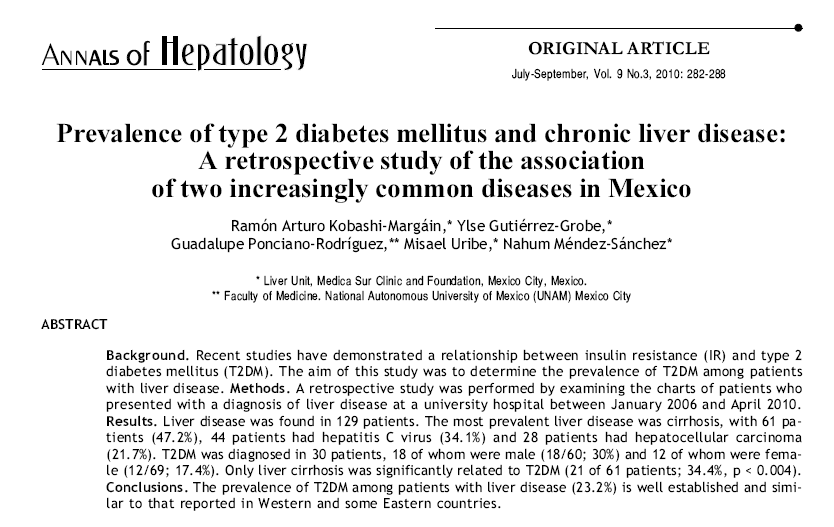 ANNALS of Hepatology
ORIGINAL ARTICLE
July-September, Vol. 9 No.3, 2010: 282-288
Prevalence of type 2 diabetes mellitus and chronic liver disease:
A retrospective study of the association
of two increasingly common diseases in Mexico
Ramón Arturo Kobashi-Margáin,* Ylse Gutiérrez-Grobe,*
Guadalupe Ponciano-Rodríguez,** Misael Uribe,* Nahum Méndez-Sánchez*
* Liver Unit, Medica Sur Clinic and Foundation, Mexico City, Mexico.
** Faculty of Medicine. National Autonomous University of Mexico (UNAM) Mexico City
ABSTRACT
Background. Recent studies have demonstrated a relationship between insulin resistance (IR) and type 2
diabetes mellitus (T2DM). The aim of this study was to determine the prevalence of T2DM among patients
with liver disease. Methods. A retrospective study was performed by examining the charts of patients who
presented with a diagnosis of liver disease at a university hospital between January 2006 and April 2010.
Results. Liver disease was found in 129 patients. The most prevalent liver disease was cirrhosis, with 61 pa-
tients (47.2%), 44 patients had hepatitis C virus (34.1%) and 28 patients had hepatocellular carcinoma
(21.7%). T2DM was diagnosed in 30 patients, 18 of whom were male (18/60; 30%) and 12 of whom were fema-
le (12/69; 17.4%). Only liver cirrhosis was significantly related to T2DM (21 of 61 patients; 34.4%, p < 0.004).
Conclusions. The prevalence of T2DM among patients with liver disease (23.2%) is well established and simi-
lar to that reported in Western and some Eastern countries.